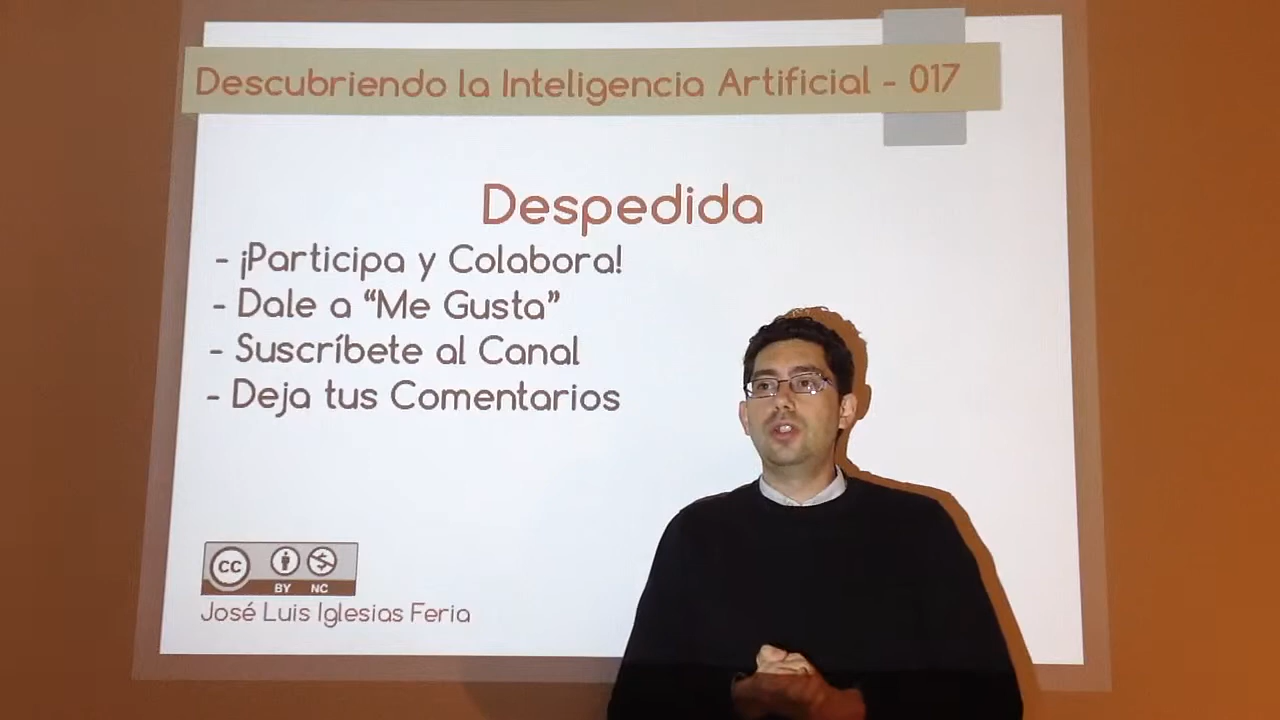 Descubriendo la Inteligencia Artificial - 017
Despedida
- ¡Participa y Colabora!
- Dale a “Me Gusta”
- Suscríbete al Canal
- Deja tus Comentarios
CC
BY NC
José Luis Iglesias Feria